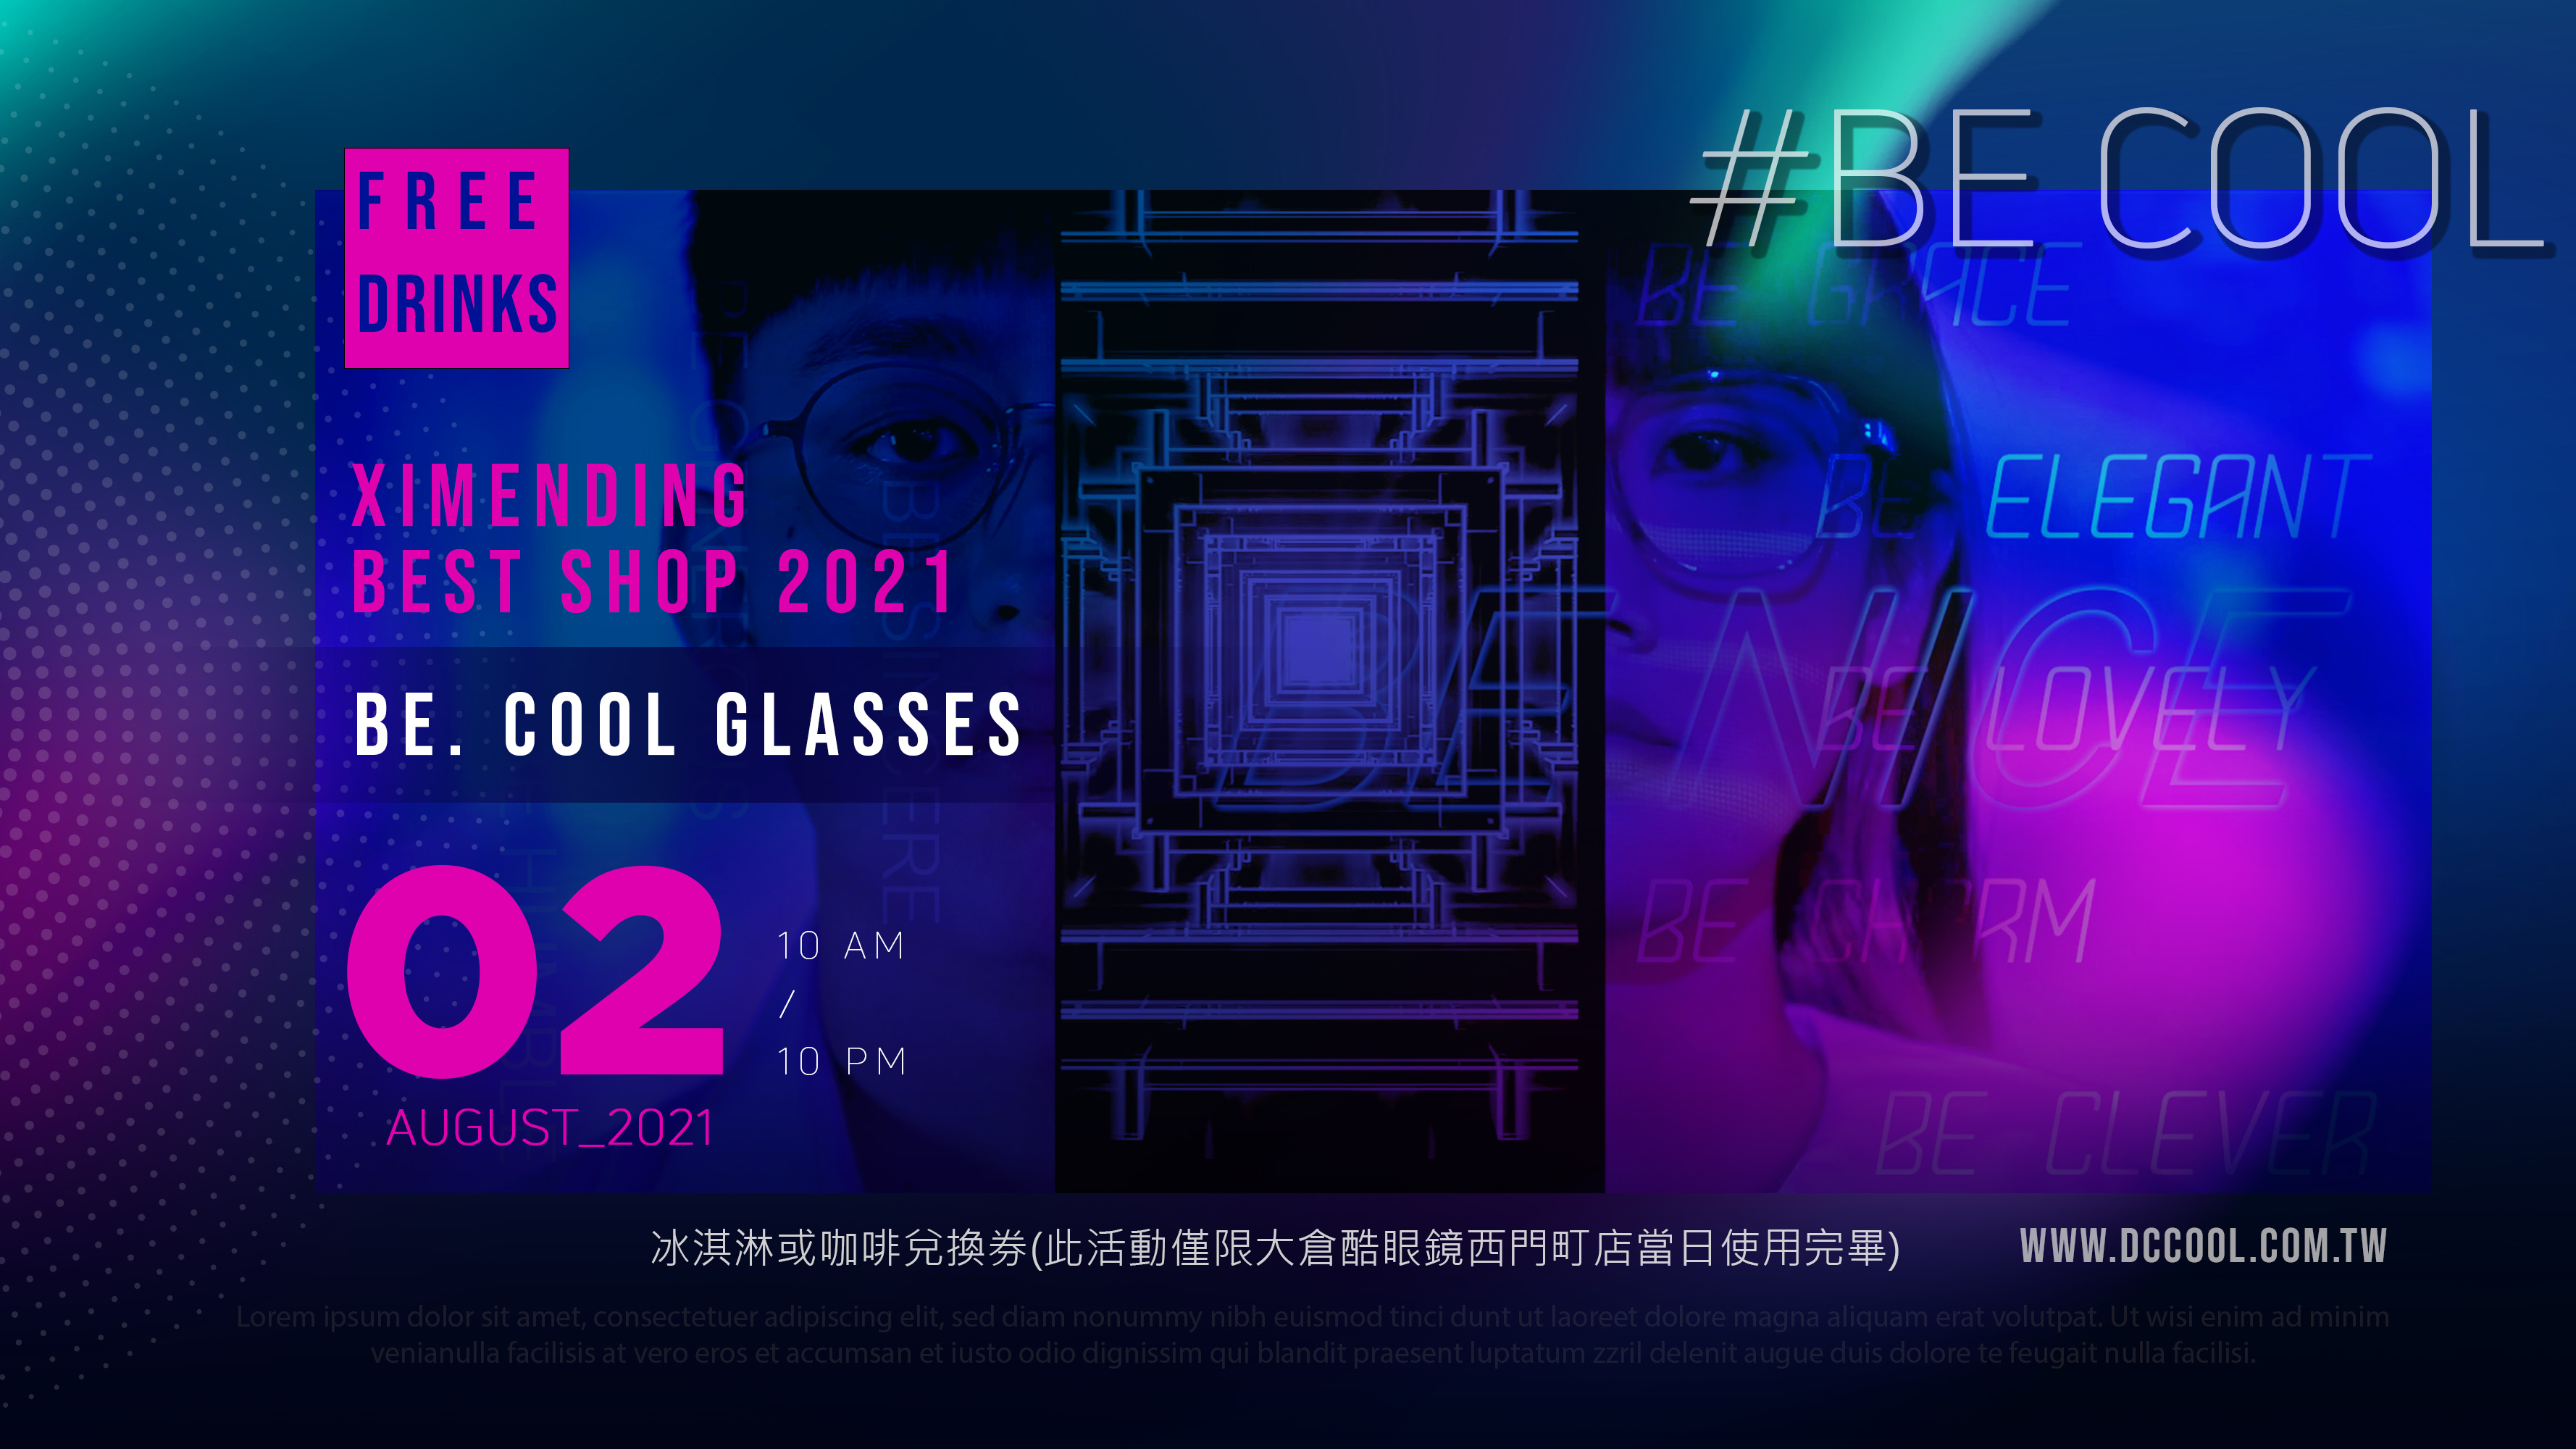 #BE COOL
FREE
DRINKS
BE GRACE
XIMENDING
BEST SHOP 2021
BE ELEGANT
BE GENEROUS
BE SINCERE
BE NICE
BE LOVELY
BE. COOL GLASSES
BE CHARM
02
10 AM
/
10 PM
AUGUST_2021
BE CLEVER
冰淇淋或咖啡兌換券(此活動僅限大倉酷眼鏡西門町店當日使用完畢)
WWW.DCCOOL.COM.TW
Lorem ipsum dolor sit amet, consectetuer adipiscing elit, sed diam nonummy nibh euismod tinci dunt ut laoreet dolore magna aliquam erat volutpat. Ut wisi enim ad minim
venianulla facilisis at vero eros et accumsan et iusto odio dignissim qui blandit praesent luptatum zzril delenit augue duis dolore te feugait nulla facilisi.